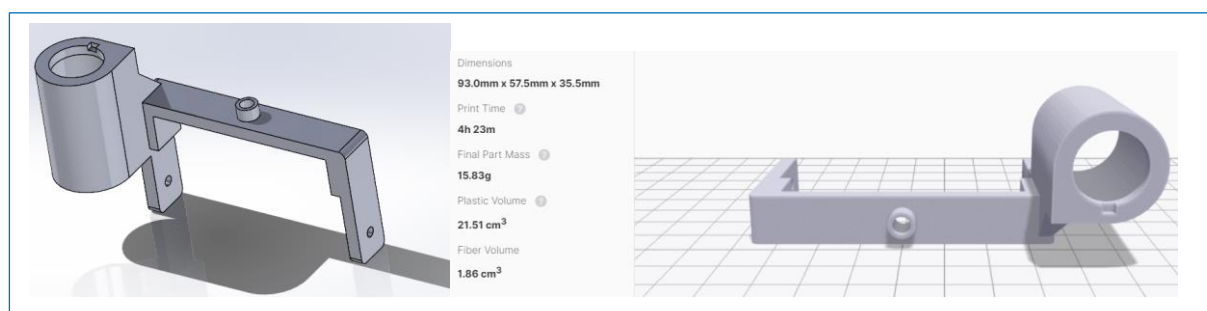 Dimensions
93.0mm x 57.5mm x 35.5mm
Print Time ?
4h 23m
Final Part Mass ?
15.83g
Plastic Volume ?
21.51 cm³
Fiber Volume
1.86 cm³